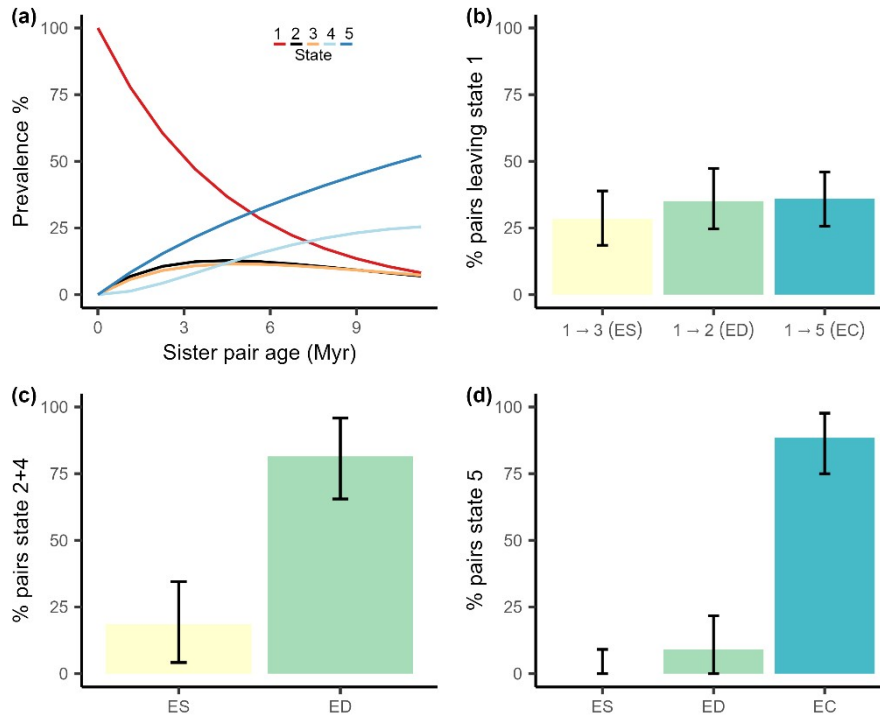 (a)
100
75
50
25
0
Prevalence %
1 2 3 4 5
State
0 3 6 9
Sister pair age (Myr)
(b)
100
75
50
25
0
% pairs leaving state 1
1 → 3 (ES) 1 → 2 (ED) 1 → 5 (EC)
(c)
100
75
50
25
0
% pairs state 2+4
ES ED
(d)
100
75
50
25
0
% pairs state 5
ES ED EC